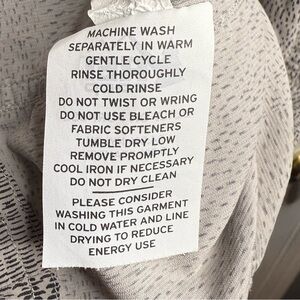 MACHINE WASH
SEPARATELY IN WARM
GENTLE CYCLE
RINSE THOROUGHLY
COLD RINSE
DO NOT TWIST OR WRING
DO NOT USE BLEACH OR
FABRIC SOFTENERS
TUMBLE DRY LOW
REMOVE PROMPTLY
COOL IRON IF NECESSARY
DO NOT DRY CLEAN
PLEASE CONSIDER
WASHING THIS GARMENT
IN COLD WATER AND LINE
DRYING TO REDUCE
ENERGY USE